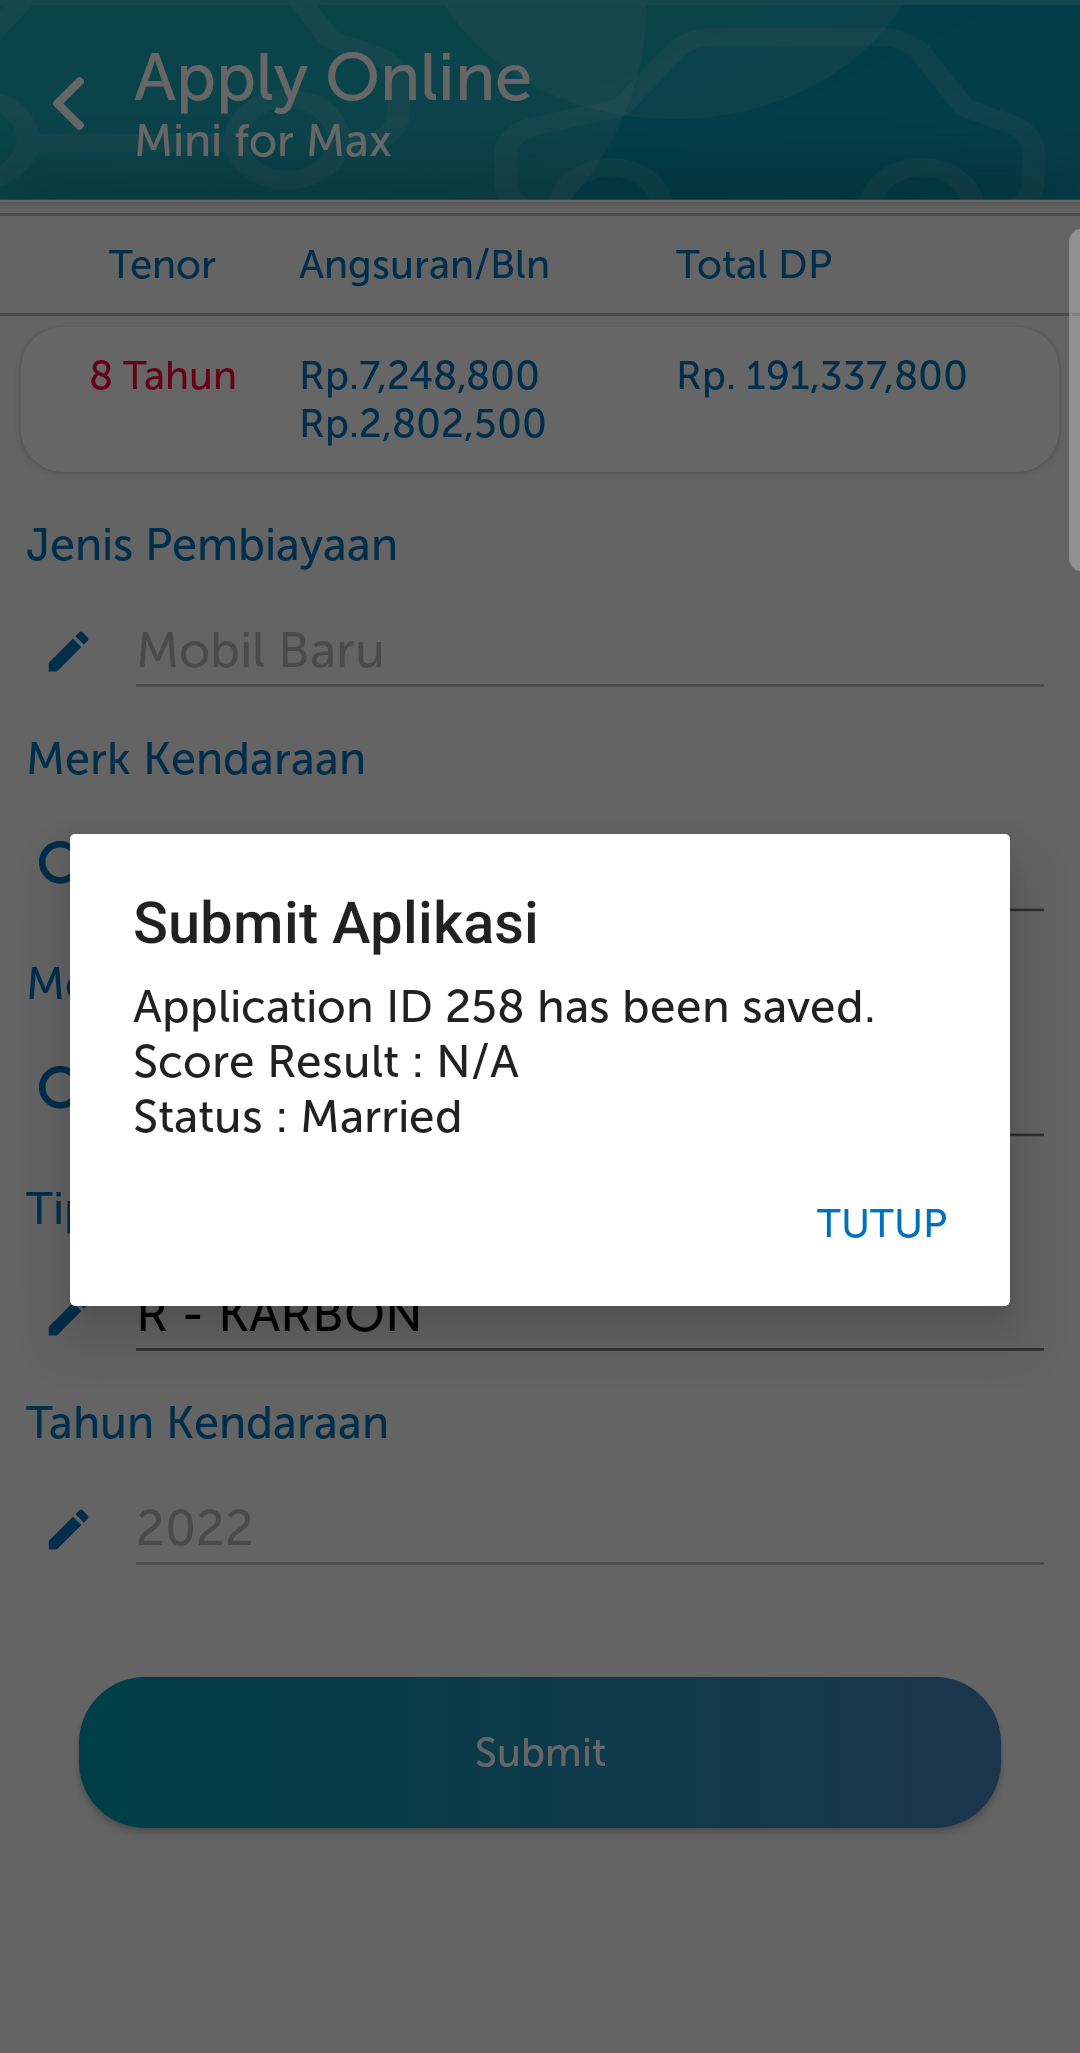 Apply Online
Mini for Max
Tenor Angsuran/Bln Total DP
8 Tahun Rp.7,248,800 Rp. 191,337,800
Rp.2,802,500
Jenis Pembiayaan
Mobil Baru
Merk Kendaraan
Submit Aplikasi
Application ID 258 has been saved.
Score Result : N/A
Status : Married
TUTUP
R - KARBON
Tahun Kendaraan
2022
Submit